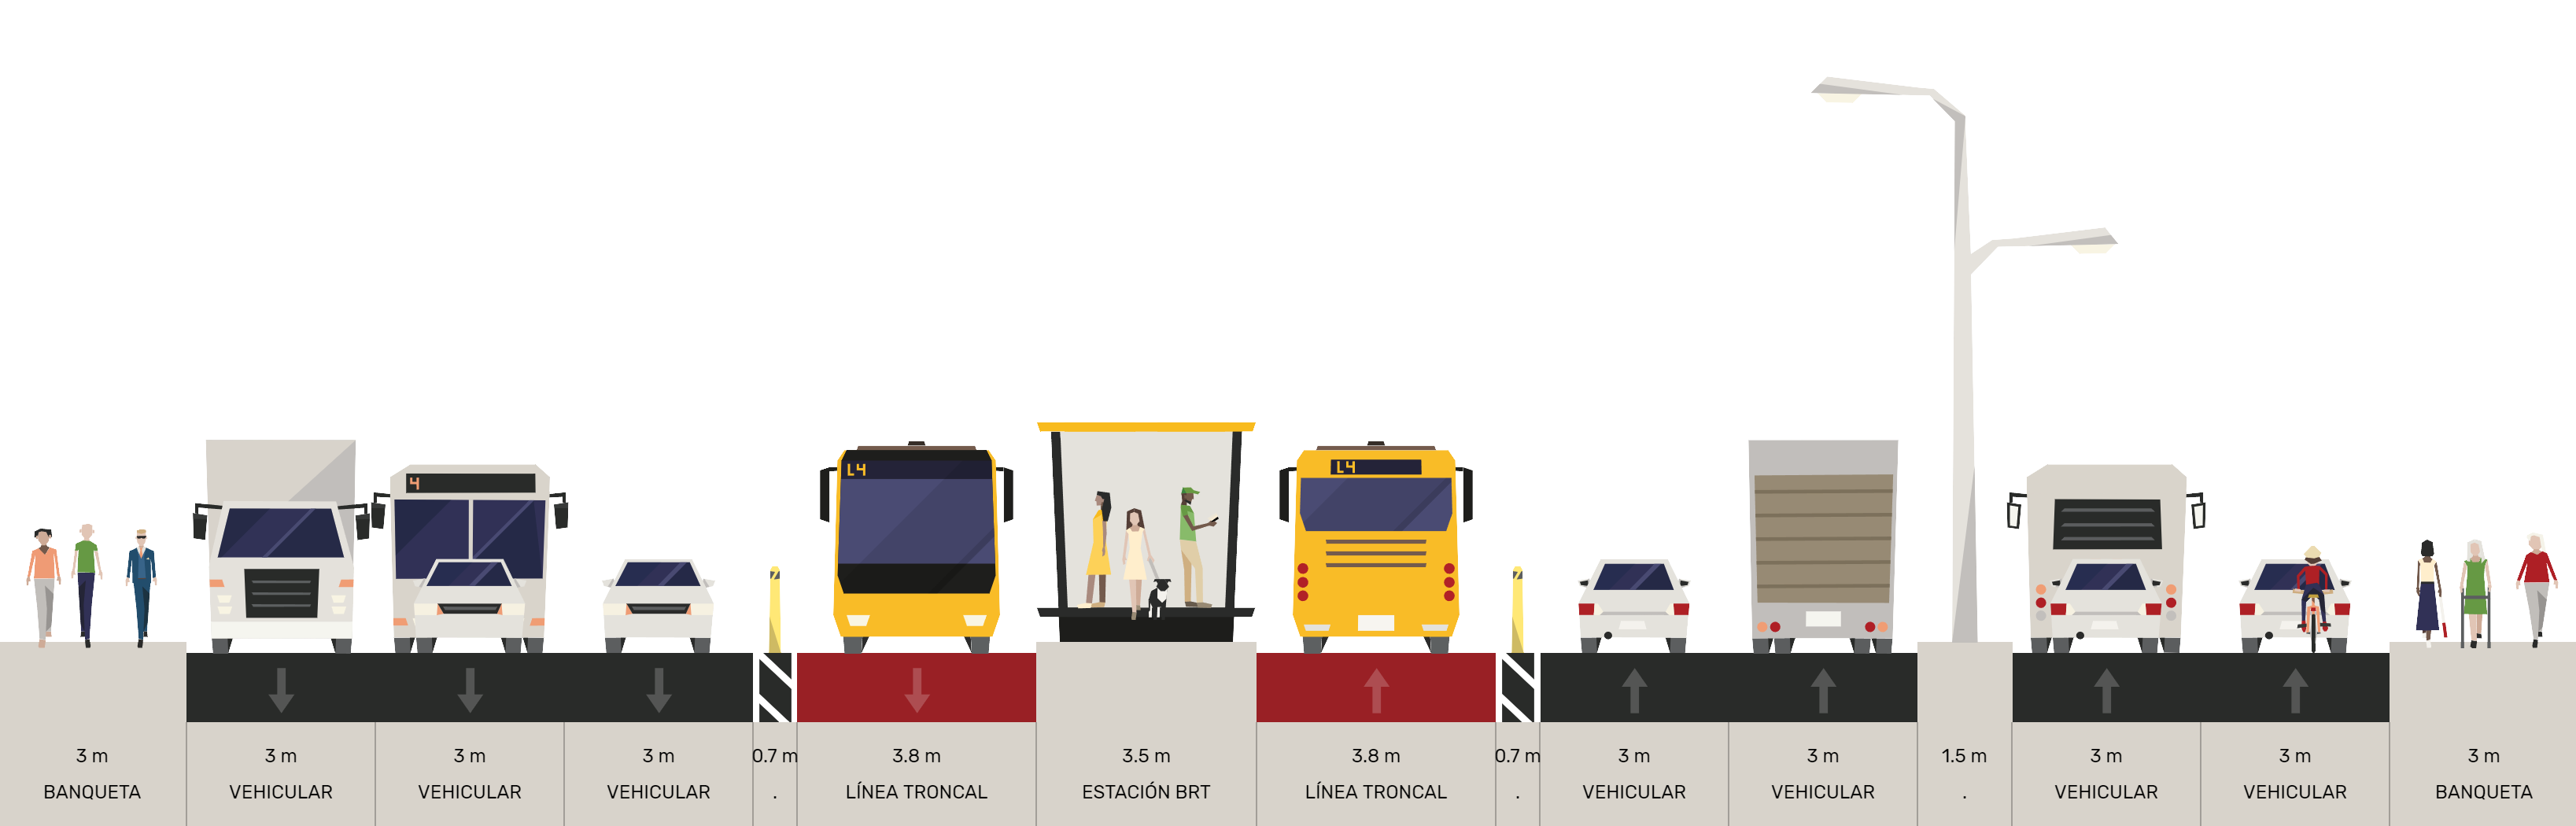 4
L4
L4
3 m
3 m
3 m
3 m
0.7 m
3.8 m
3.5 m
3.8 m
0.7 m
3 m
3 m
1.5 m
3 m
3 m
3 m
BANQUETA
VEHICULAR
VEHICULAR
VEHICULAR
.
LÍNEA TRONCAL
ESTACIÓN BRT
LÍNEA TRONCAL
.
VEHICULAR
VEHICULAR
.
VEHICULAR
VEHICULAR
BANQUETA